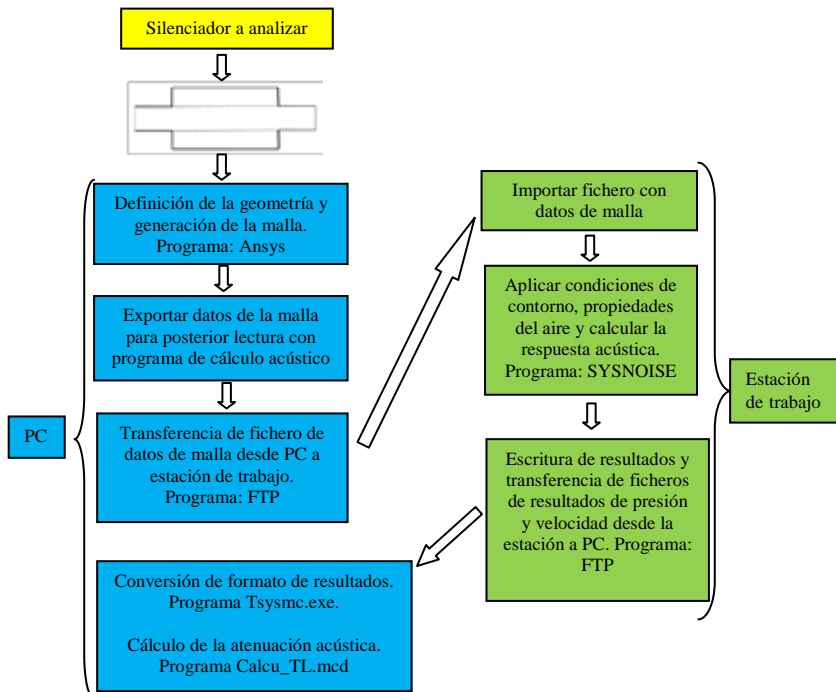 Silenciador a analizar
Definición de la geometría y
generación de la malla.
Programa: Ansys
Exportar datos de la malla
para posterior lectura con
programa de cálculo acústico
PC
Transferencia de fichero de
datos de malla desde PC a
estación de trabajo.
Programa: FTP
Importar fichero con
datos de malla
Aplicar condiciones de
contorno, propiedades
del aire y calcular la
respuesta acústica.
Programa: SYSNOISE
Estación
de trabajo
Escritura de resultados y
transferencia de ficheros
de resultados de presión
y velocidad desde la
estación a PC. Programa:
FTP
Conversión de formato de resultados.
Programa Tsysmc.exe.
Cálculo de la atenuación acústica.
Programa Calcu_TL.mcd